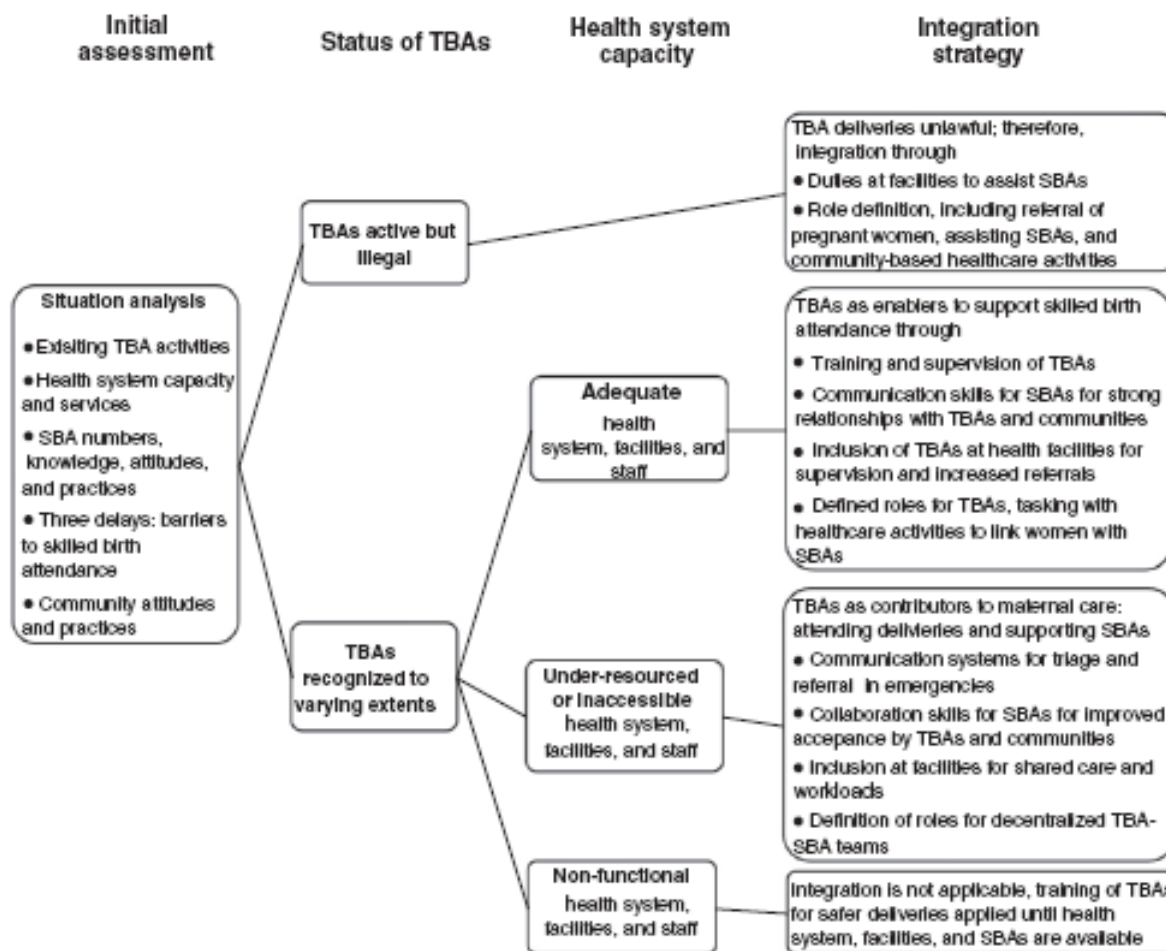 Initial
assessment
Status of TBAs
Health system
capacity
Integration
strategy
Situation analysis
● Exisiting TBA activities
● Health system capacity
and services
● SBA numbers,
knowledge, attitudes,
and practices
● Three delays: barriers
to skilled birth
attendance
● Community attitudes
and practices
TBAs active but
illegal
TBAs
recognized to
varying extents
Adequate
health
system, facilities, and
staff
Under-resourced
or inaccessible
health system,
facilities, and staff
Non-functional
health system,
facilities, and staff
TBA deliveries unlawful; therefore,
integration through
● Duties at facilities to assist SBAs
● Role definition, including referral of
pregnant women, assisting SBAs, and
community-based healthcare activities
TBAs as enablers to support skilled birth
attendance through
● Training and supervision of TBAs
● Communication skills for SBAs for strong
relationships with TBAs and communities
● Inclusion of TBAs at health facilities for
supervision and increased referrals
● Defined roles for TBAs, tasking with
healthcare activities to link women with
SBAs
TBAs as contributors to maternal care:
attending delivieries and supporting SBAs
● Communication systems for triage and
referral in emergencies
● Collaboration skills for SBAs for improved
accepance by TBAs and communities
● Inclusion at facilities for shared care and
workloads
● Definition of roles for decentralized TBA-
SBA teams
Integration is not applicable, training of TBAs
for safer deliveries applied until health
system, facilities, and SBAs are available